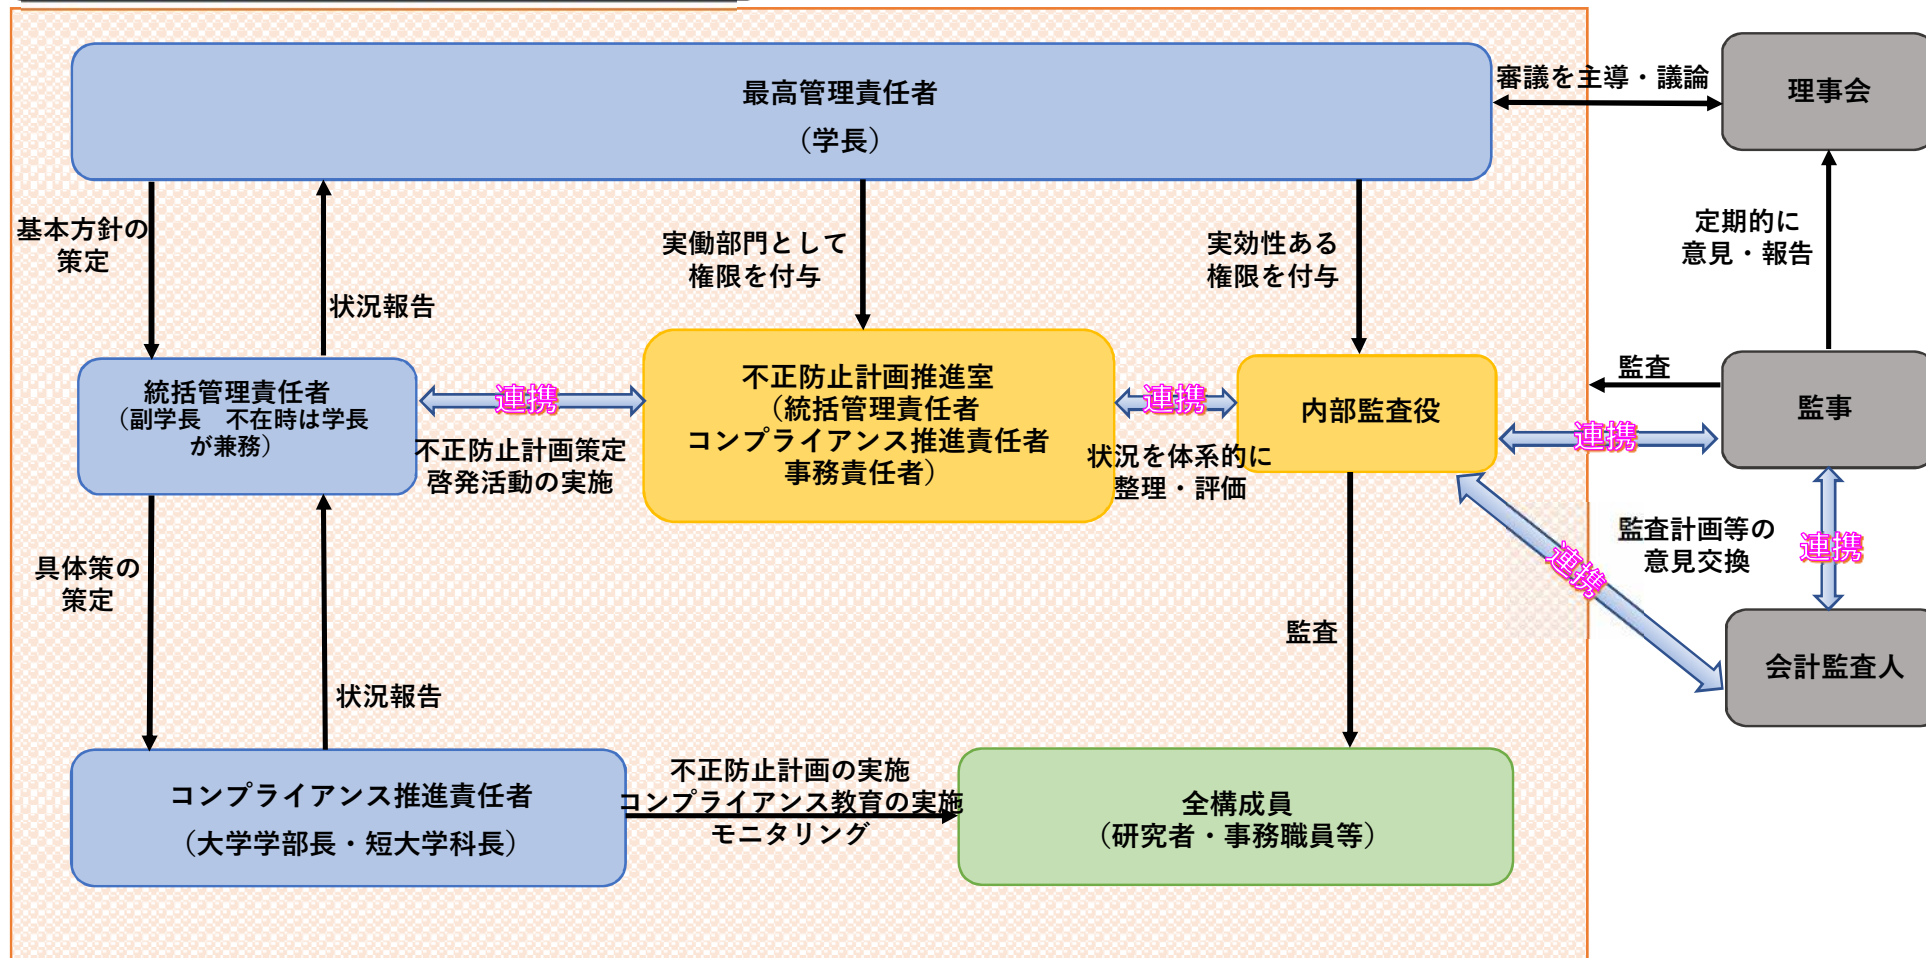 最高管理責任者
（学長）
審議を主導・議論
理事会
基本方針の
策定
状況報告
実働部門として
権限を付与
実効性ある
権限を付与
定期的に
意見・報告
統括管理責任者
（副学長　不在時は学長
が兼務）
連携
不正防止計画策定
啓発活動の実施
不正防止計画推進室
（統括管理責任者
コンプライアンス推進責任者
事務責任者）
連携
状況を体系的に
整理・評価
内部監査役
監査
連携
監事
具体策の
策定
状況報告
監査
連携
監査計画等の
意見交換
連携
会計監査人
コンプライアンス推進責任者
（大学学部長・短大学科長）
不正防止計画の実施
コンプライアンス教育の実施
モニタリング
全構成員
（研究者・事務職員等）